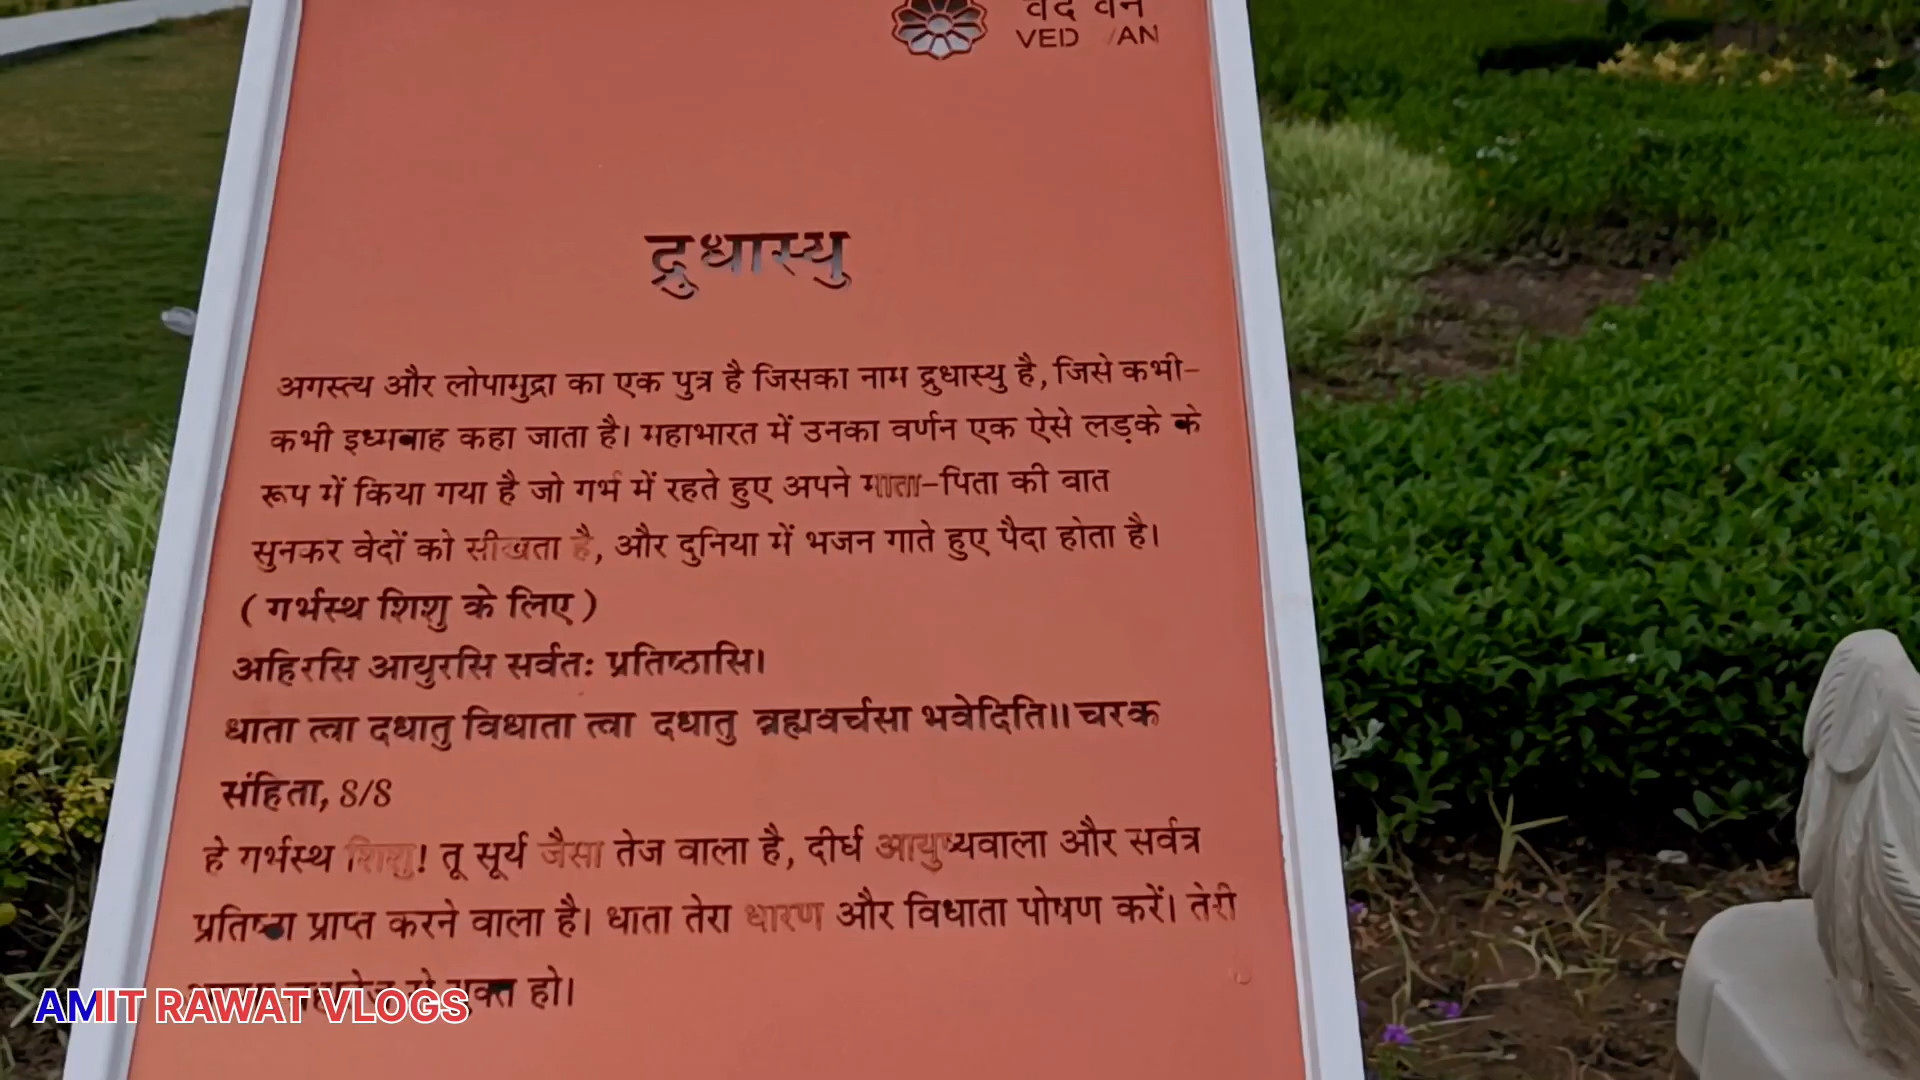 वेद वन
VED VAN
द्रुधास्यु
अगस्त्य और लोपामुद्रा का एक पुत्र है जिसका नाम द्रुधास्यु है, जिसे कभी-
कभी इध्मवाह कहा जाता है। महाभारत में उनका वर्णन एक ऐसे लड़के के
रूप में किया गया है जो गर्भ में रहते हुए अपने माता-पिता की बात
सुनकर वेदों को सीखता है, और दुनिया में भजन गाते हुए पैदा होता है।
( गर्भस्थ शिशु के लिए )
अहिरसि आयुरसि सर्वतः प्रतिष्ठासि।
धाता त्वा दधातु विधाता त्वा दधातु ब्रह्मवर्चसा भवेदिति॥ चरक
संहिता, 8/8
हे गर्भस्थ शिशु! तू सूर्य जैसा तेज वाला है, दीर्घ आयुष्यवाला और सर्वत्र
प्रतिष्ठा प्राप्त करने वाला है। धाता तेरा धारण और विधाता पोषण करें। तेरी
युक्त हो।
AMIT RAWAT VLOGS